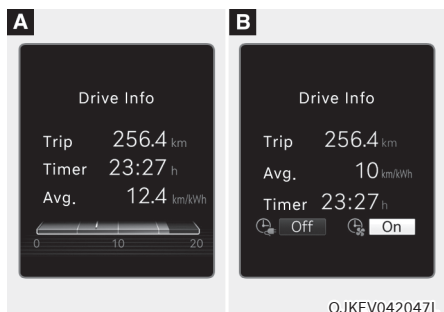 A
Drive Info
Trip 256.4 km
Timer 23:27 h
Avg. 12.4 km/kWh
0 10 20
B
Drive Info
Trip 256.4 km
Avg. 10 km/kWh
Timer 23:27 h
Off On
OJKEV042047L